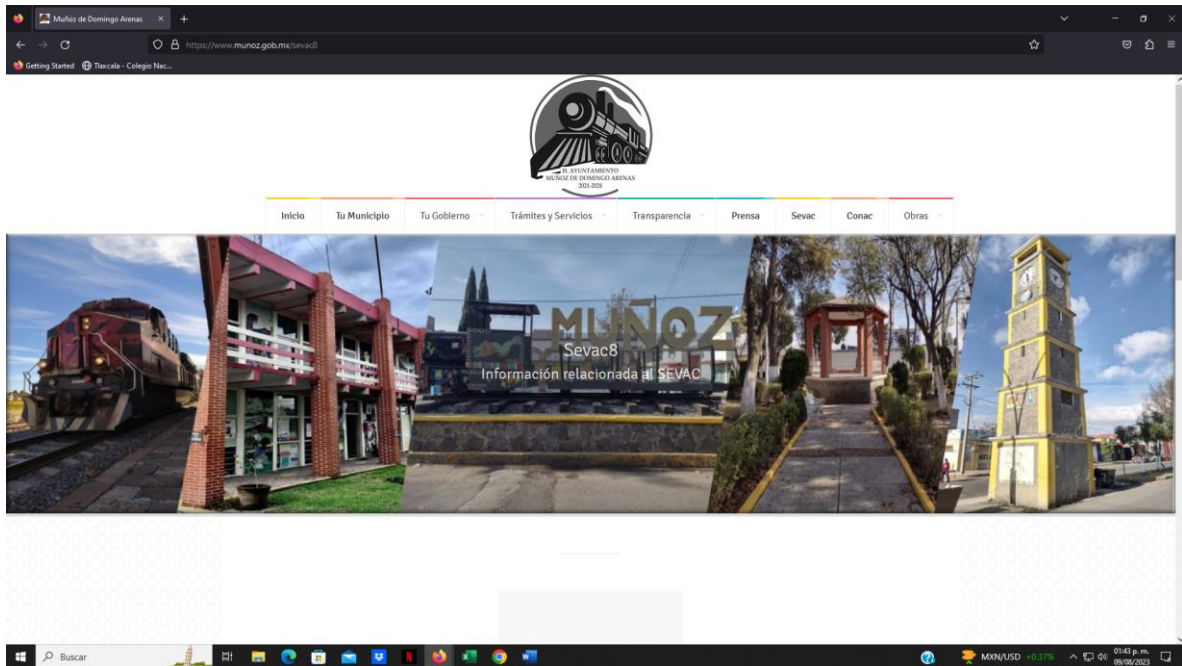 Muñoz de Domingo Arenas
https://www.munoz.gob.mx/sevac8
Getting Started Tlaxcala - Colegio Nac...
H. AYUNTAMIENTO
MUÑOZ DE DOMINGO ARENAS
2021-2024
Inicio Tu Municipio Tu Gobierno Trámites y Servicios Transparencia Prensa Sevac Conac Obras
MUÑOZ
Sevac8
Información relacionada al SEVAC
Buscar
MXN/USD +0.37%
01:43 p. m.
09/08/2023